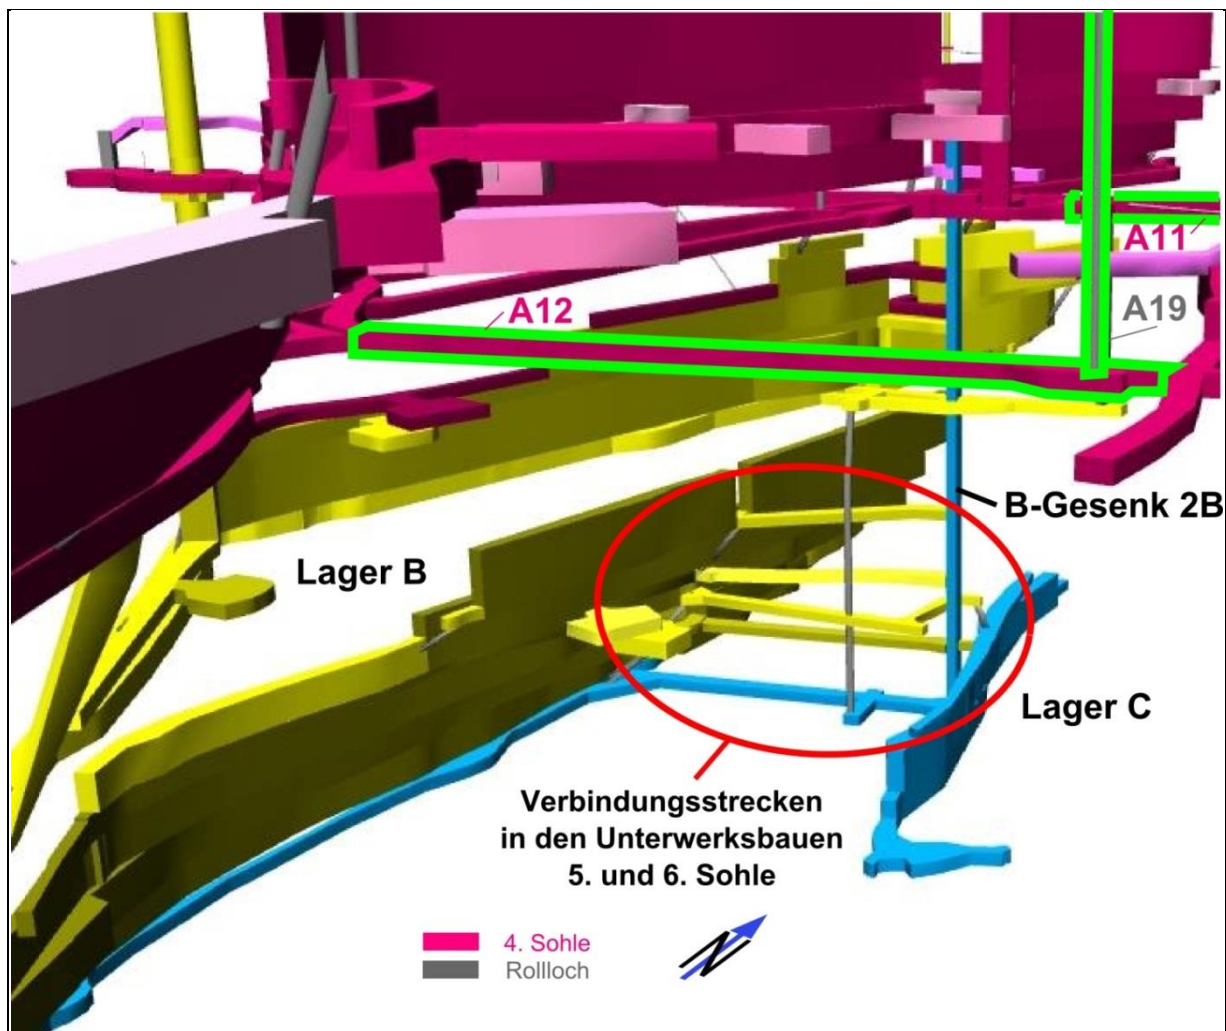 A11
A12
A19
B-Gesenk 2B
Lager B
Lager C
Verbindungsstrecken
in den Unterwerksbauen
5. und 6. Sohle
4. Sohle
Rollloch
N